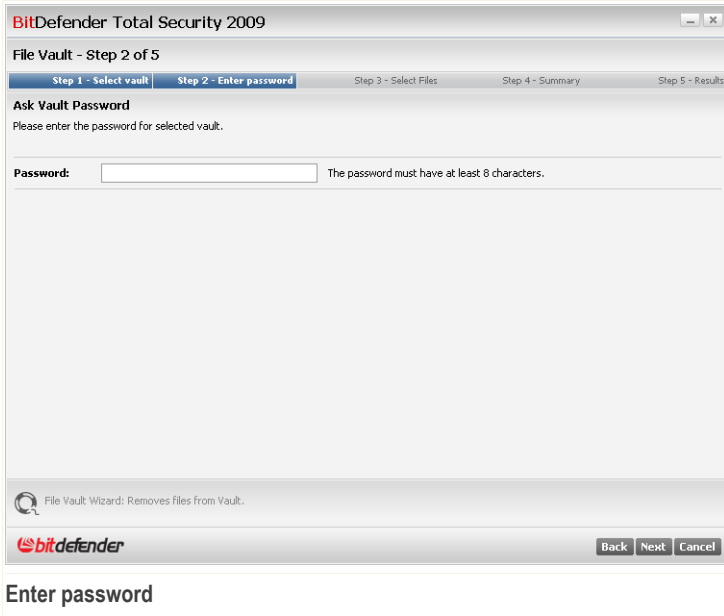 BitDefender Total Security 2009
File Vault - Step 2 of 5
Step 1 - Select vault Step 2 - Enter password Step 3 - Select Files Step 4 - Summary Step 5 - Results
Ask Vault Password
Please enter the password for selected vault.
Password: The password must have at least 8 characters.
File Vault Wizard: Removes files from Vault.
bitdefender Back Next Cancel
Enter password